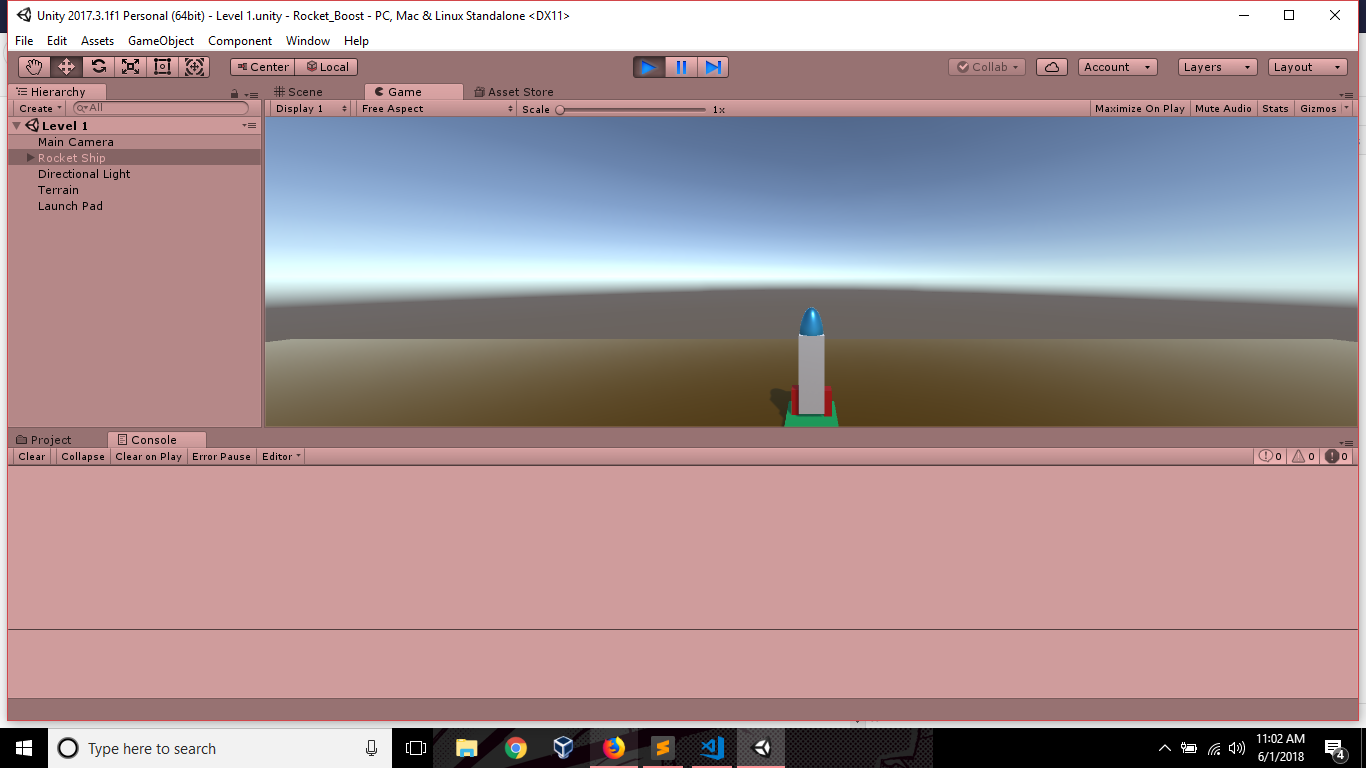 Unity 2017.3.1f1 Personal (64bit) - Level 1.unity - Rocket_Boost - PC, Mac & Linux Standalone <DX11>
File Edit Assets GameObject Component Window Help
Center Local Collab Account Layers Layout
Hierarchy Scene Game Asset Store
Create All Display 1 Free Aspect Scale 1x Maximize On Play Mute Audio Stats Gizmos
Level 1
Main Camera
Rocket Ship
Directional Light
Terrain
Launch Pad
Project Console
Clear Collapse Clear on Play Error Pause Editor 0 0 0
Type here to search
11:02 AM
6/1/2018
4